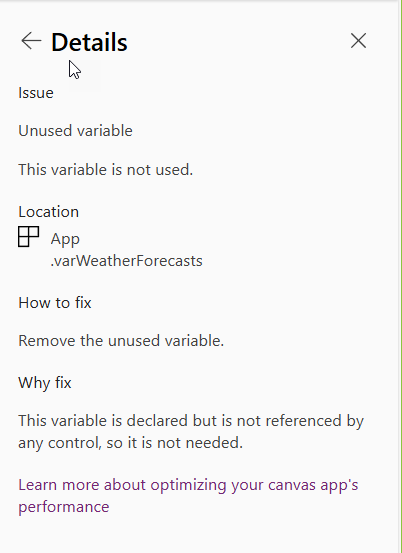 Details
Issue
Unused variable
This variable is not used.
Location
App
.varWeatherForecasts
How to fix
Remove the unused variable.
Why fix
This variable is declared but is not referenced by
any control, so it is not needed.
Learn more about optimizing your canvas app's
performance